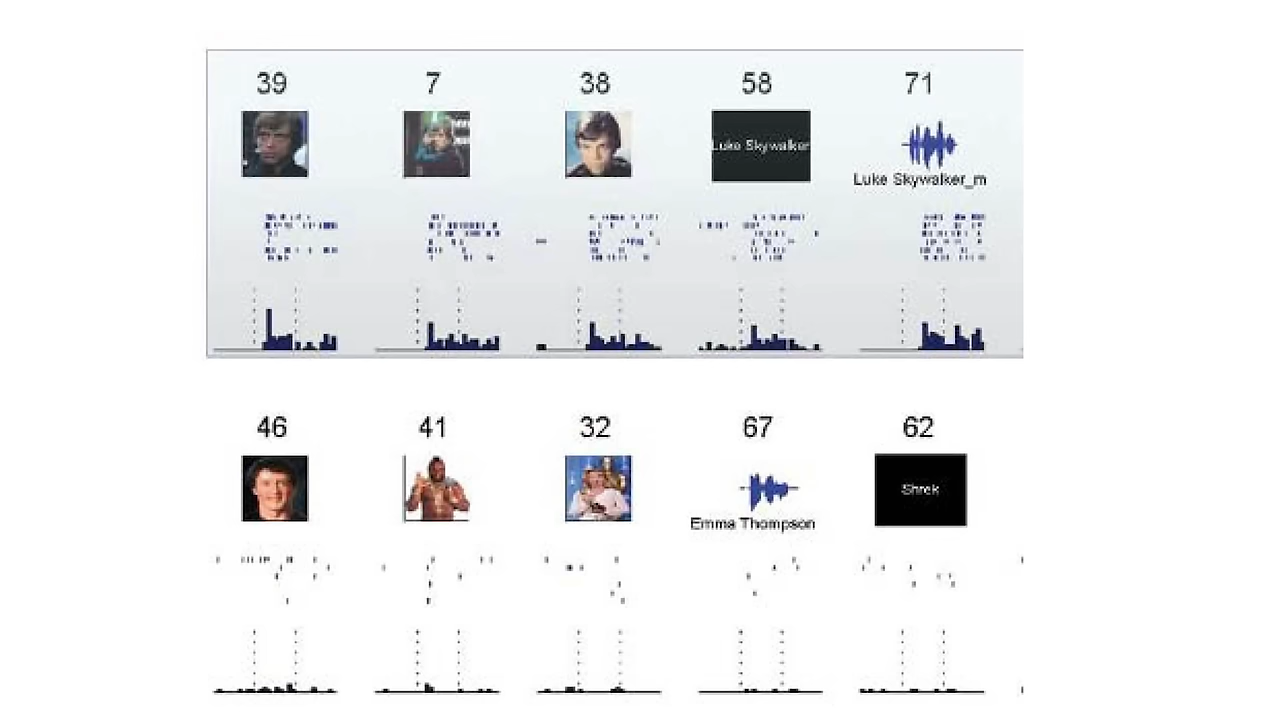 39 7 38 58 71
Luke Skywalker
Luke Skywalker_m
46 41 32 67 62
Shrek
Emma Thompson